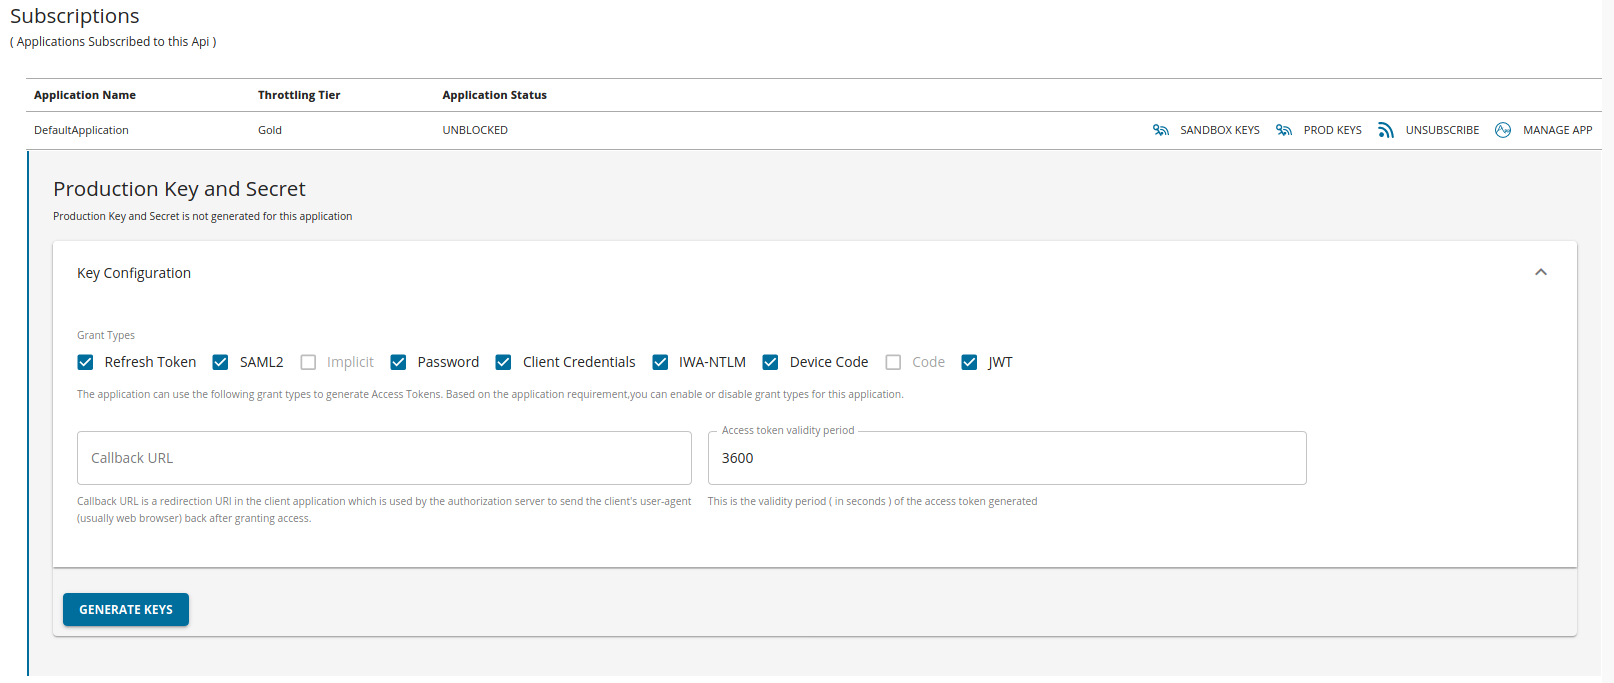 Subscriptions
( Applications Subscribed to this Api )
Application Name Throttling Tier Application Status
DefaultApplication Gold UNBLOCKED SANDBOX KEYS PROD KEYS UNSUBSCRIBE MANAGE APP
Production Key and Secret
Production Key and Secret is not generated for this application
Key Configuration
Grant Types
Refresh Token SAML2 Implicit Password Client Credentials IWA-NTLM Device Code Code JWT
The application can use the following grant types to generate Access Tokens. Based on the application requirement,you can enable or disable grant types for this application.
Access token validity period
Callback URL 3600
Callback URL is a redirection URI in the client application which is used by the authorization server to send the client's user-agent
(usually web browser) back after granting access.
This is the validity period ( in seconds ) of the access token generated
GENERATE KEYS